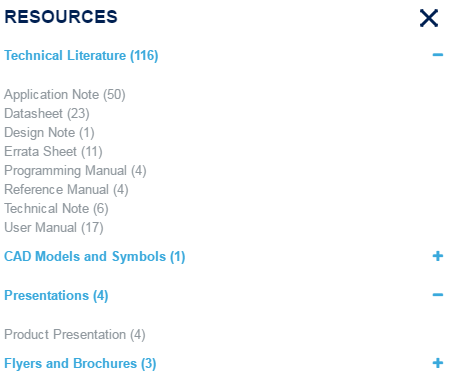 RESOURCES
Technical Literature (116)
Application Note (50)
Datasheet (23)
Design Note (1)
Errata Sheet (11)
Programming Manual (4)
Reference Manual (4)
Technical Note (6)
User Manual (17)
CAD Models and Symbols (1)
Presentations (4)
Product Presentation (4)
Flyers and Brochures (3)